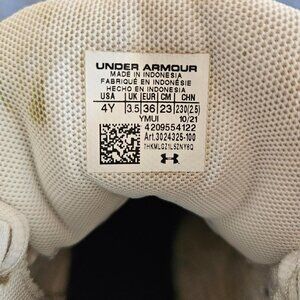 UNDER ARMOUR
MADE IN INDONESIA
FABRIQUÉ EN INDONÉSIE
HECHO EN INDONESIA
USA UK EUR CM CHN
4Y 3.5 36 23 230(2.5)
YMUI 10/21
4209554122
Art.3024325-100